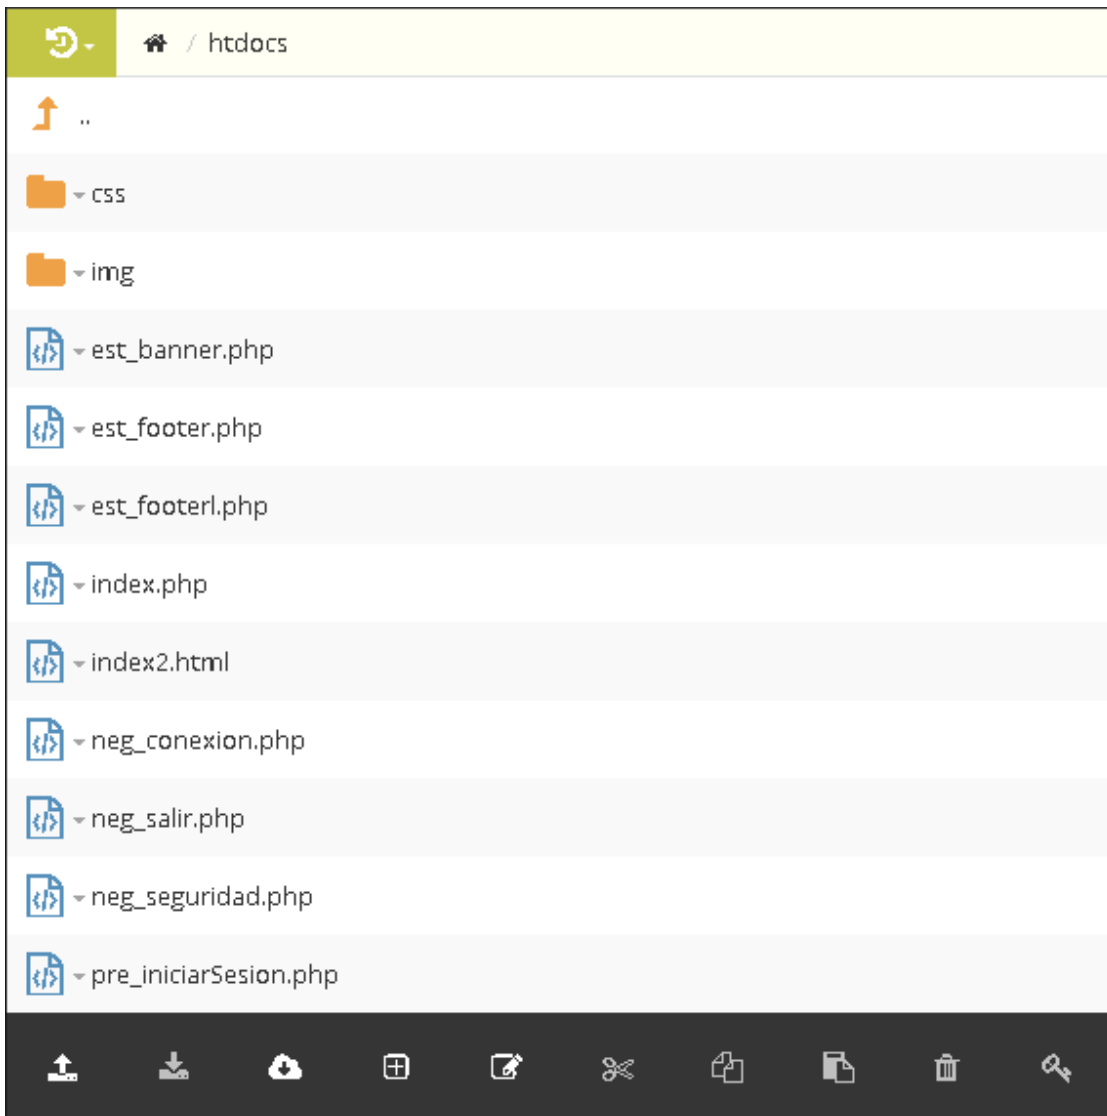 / htdocs
..
css
img
est_banner.php
est_footer.php
est_footerl.php
index.php
index2.html
neg_conexion.php
neg_salir.php
neg_seguridad.php
pre_iniciarSesion.php